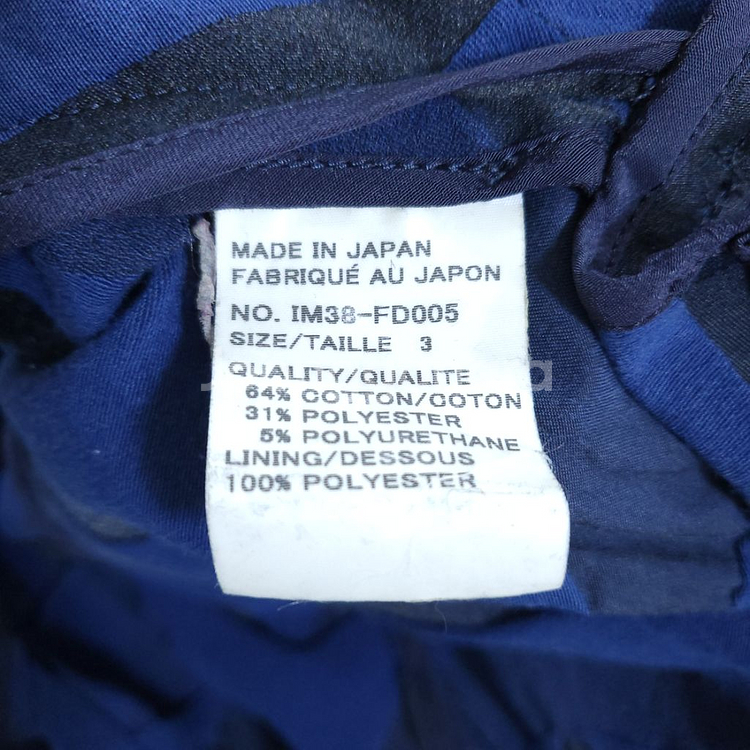 MADE IN JAPAN
FABRIQUÉ AU JAPON
NO. IM38-FD005
SIZE/TAILLE 3
QUALITY/QUALITE
64% COTTON/COTON
31% POLYESTER
5% POLYURETHANE
LINING/DESSOUS
100% POLYESTER